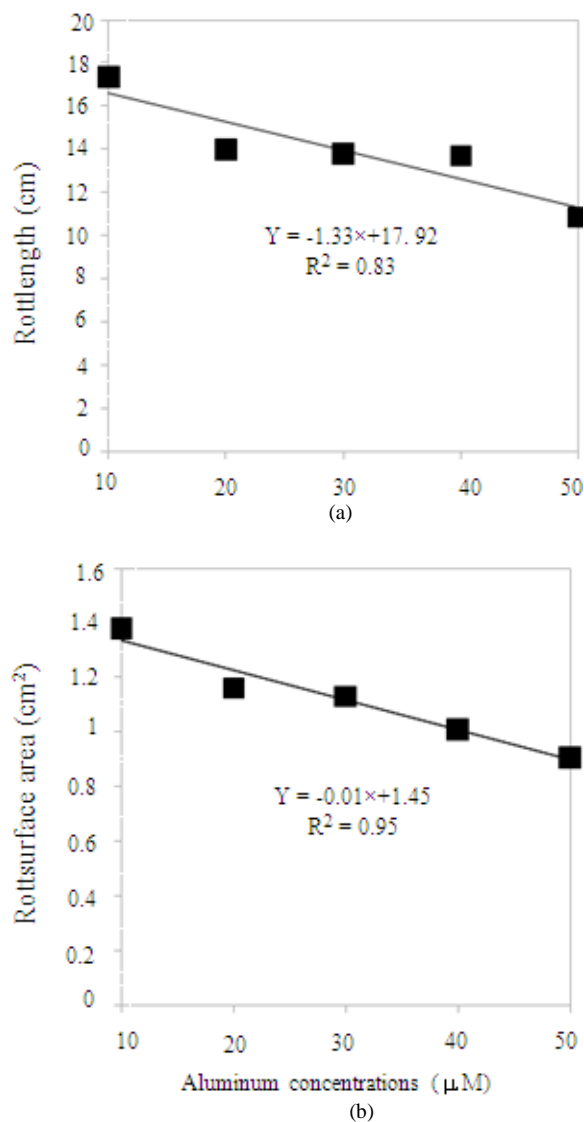 20
18
16
14
12
10
8
6
4
2
0
Rottlength (cm)
Y = -1.33×+17. 92
R² = 0.83
10 20 30 40 50
(a)
1.6
1.4
1.2
1
0.8
0.6
0.4
0.2
0
Rottsurface area (cm²)
Y = -0.01×+1.45
R² = 0.95
10 20 30 40 50
Aluminum concentrations (μM)
(b)